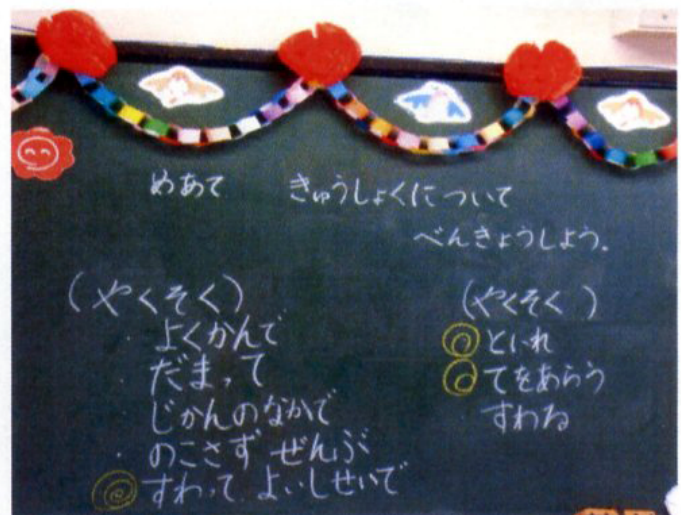 めあて きゅうしょくについて
べんきょうしよう.
(やくそく)
・よくかんで
だまって
じかんのなかで
・のこさず ぜんぶ
すわって よいしせいで
(やくそく)
といれ
てをあらう
すわる